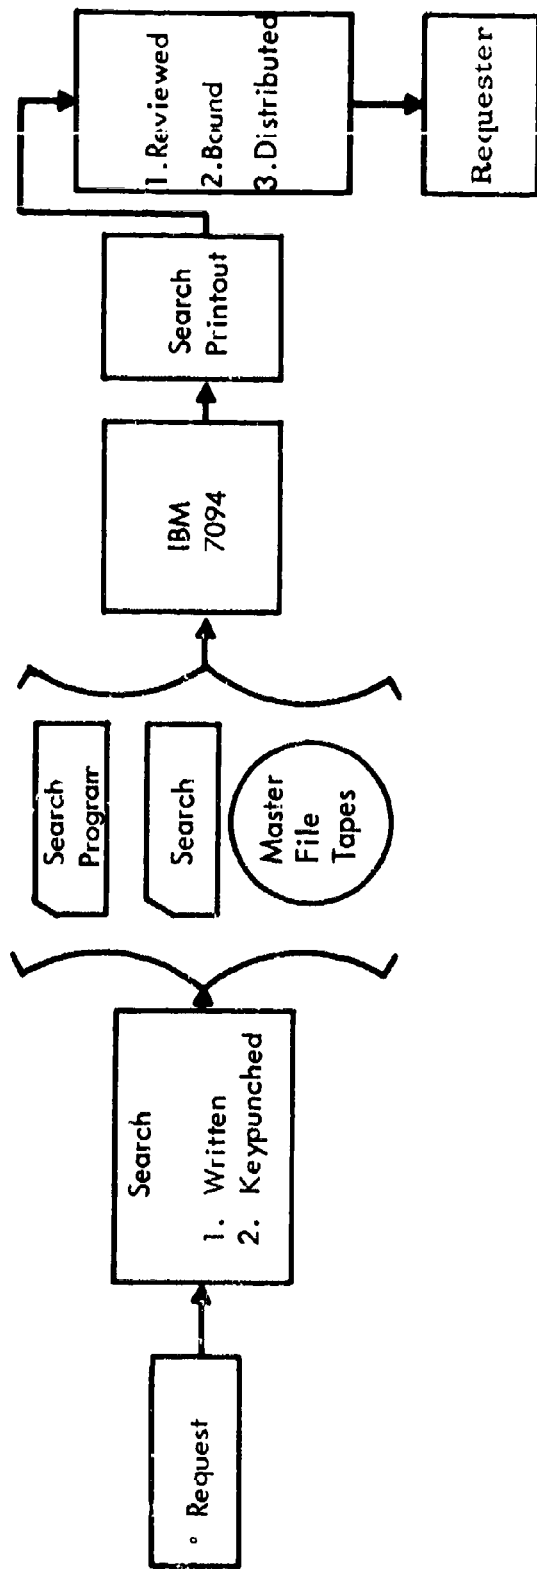 Request
Search
1. Written
2. Keypunched
Search
Program
Search
Master
File
Tapes
IBM
7094
Search
Printout
1.Reviewed
2.Bound
3.Distributed
Requester